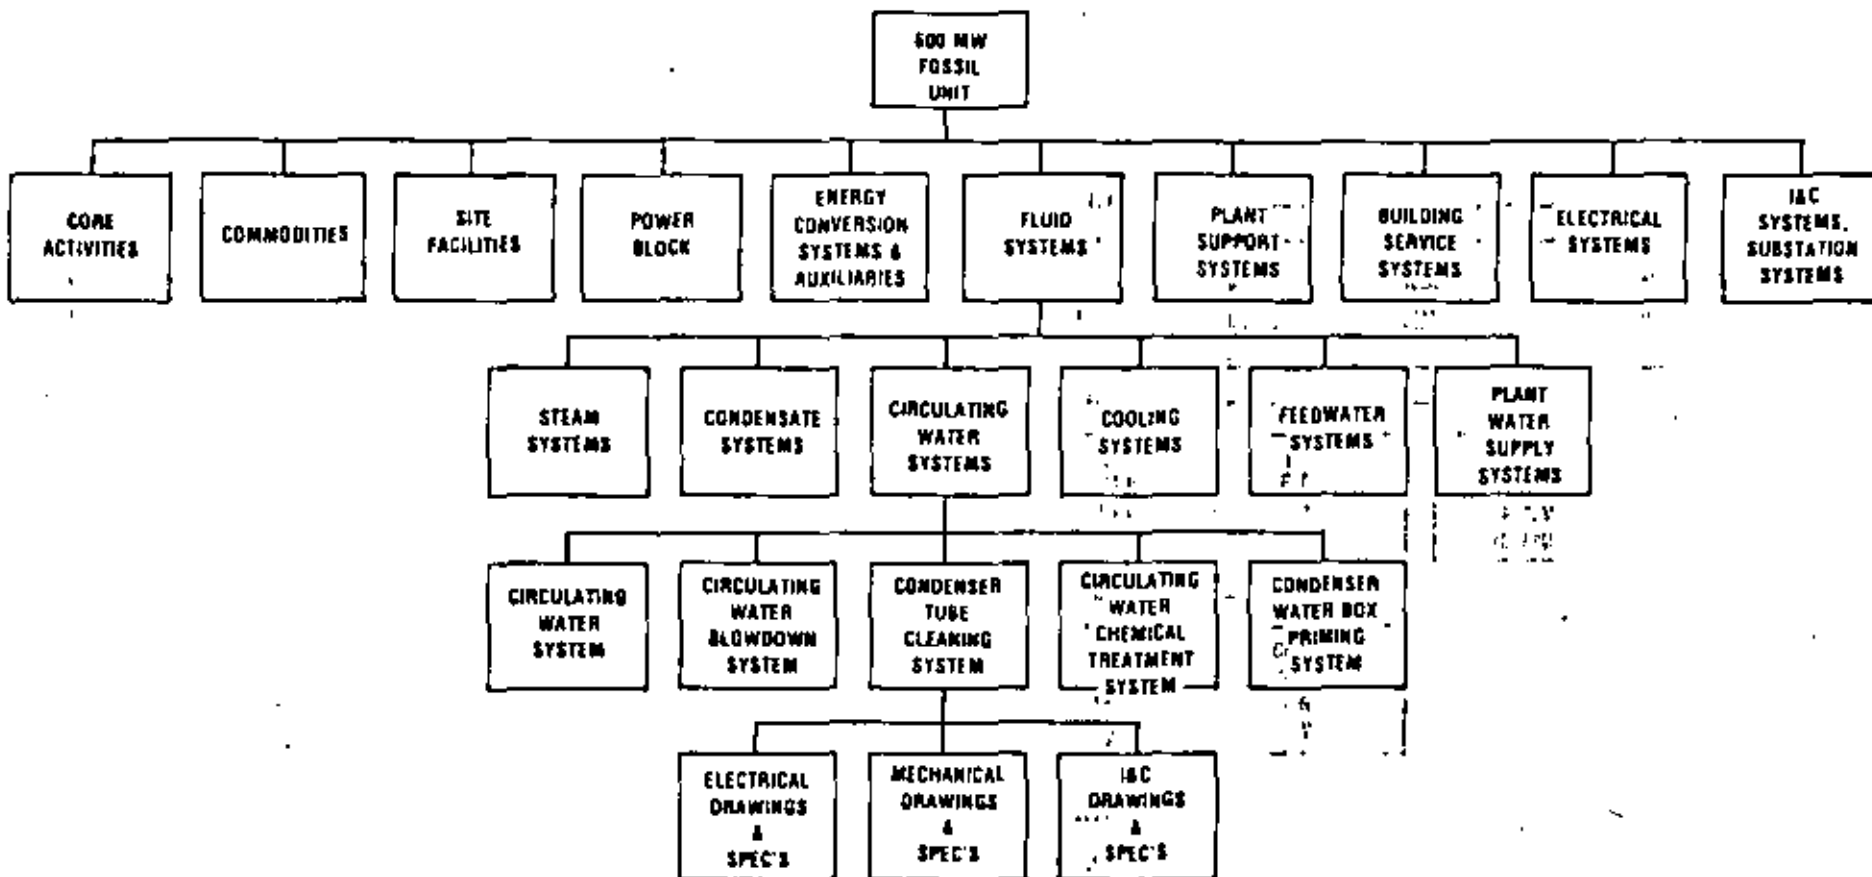 600 MW
FOSSIL
UNIT
CORE
ACTIVITIES
COMMODITIES
SITE
FACILITIES
POWER
BLOCK
ENERGY
CONVERSION
SYSTEMS &
AUXILIARIES
FLUID
SYSTEMS
PLANT
SUPPORT
SYSTEMS
BUILDING
SERVICE
SYSTEMS
ELECTRICAL
SYSTEMS
I&C
SYSTEMS,
SUBSTATION
SYSTEMS
STEAM
SYSTEMS
CONDENSATE
SYSTEMS
CIRCULATING
WATER
SYSTEMS
COOLING
SYSTEMS
FEEDWATER
SYSTEMS
PLANT
WATER
SUPPLY
SYSTEMS
CIRCULATING
WATER
SYSTEM
CIRCULATING
WATER
BLOWDOWN
SYSTEM
CONDENSER
TUBE
CLEANING
SYSTEM
CIRCULATING
WATER
CHEMICAL
TREATMENT
SYSTEM
CONDENSER
WATER BOX
PRIMING
SYSTEM
ELECTRICAL
DRAWINGS
&
SPEC'S
MECHANICAL
DRAWINGS
&
SPEC'S
I&C
DRAWINGS
&
SPEC'S